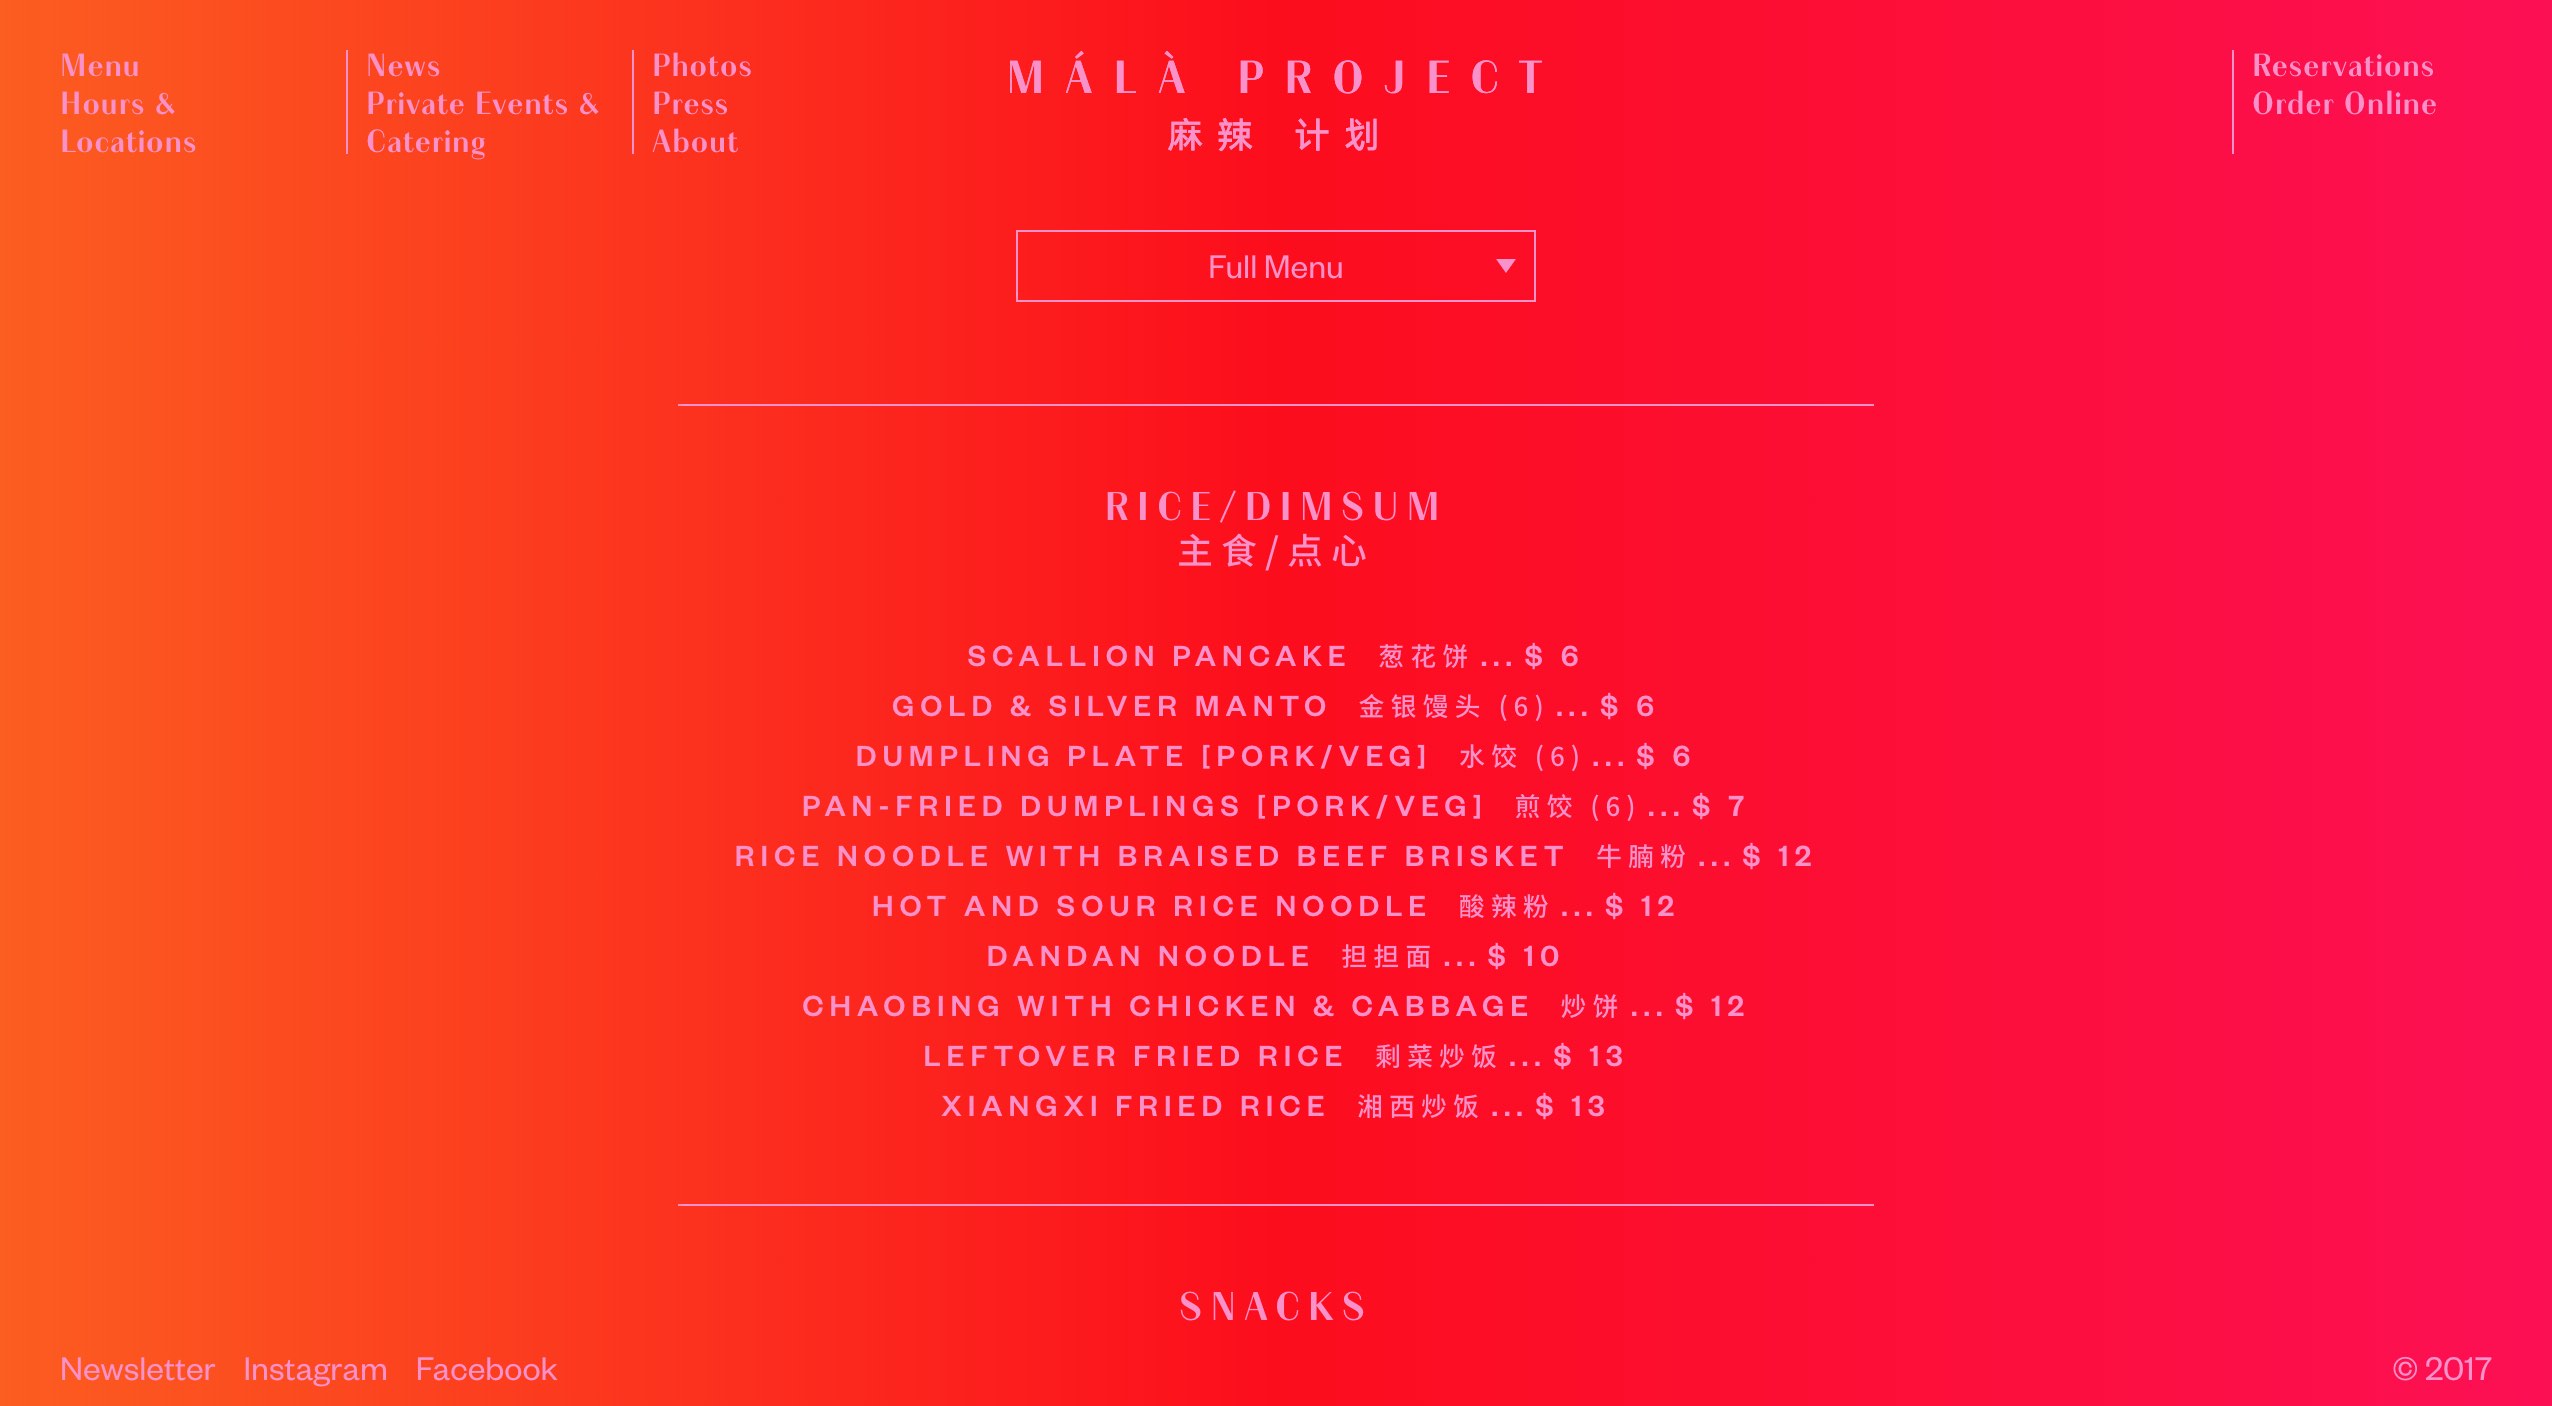 Menu
Hours &
Locations
News
Private Events &
Catering
Photos
Press
About
MÁLÀ PROJECT
麻辣 计划
Reservations
Order Online
Full Menu
RICE/DIMSUM
主食/点心
SCALLION PANCAKE 葱花饼 ...$ 6
GOLD & SILVER MANTO 金银馒头 (6) ...$ 6
DUMPLING PLATE [PORK/VEG] 水饺 (6) ...$ 6
PAN-FRIED DUMPLINGS [PORK/VEG] 煎饺 (6) ...$ 7
RICE NOODLE WITH BRAISED BEEF BRISKET 牛腩粉 ...$ 12
HOT AND SOUR RICE NOODLE 酸辣粉 ...$ 12
DANDAN NOODLE 担担面 ...$ 10
CHAOBING WITH CHICKEN & CABBAGE 炒饼 ...$ 12
LEFTOVER FRIED RICE 剩菜炒饭 ...$ 13
XIANGXI FRIED RICE 湘西炒饭 ...$ 13
SNACKS
Newsletter Instagram Facebook
© 2017